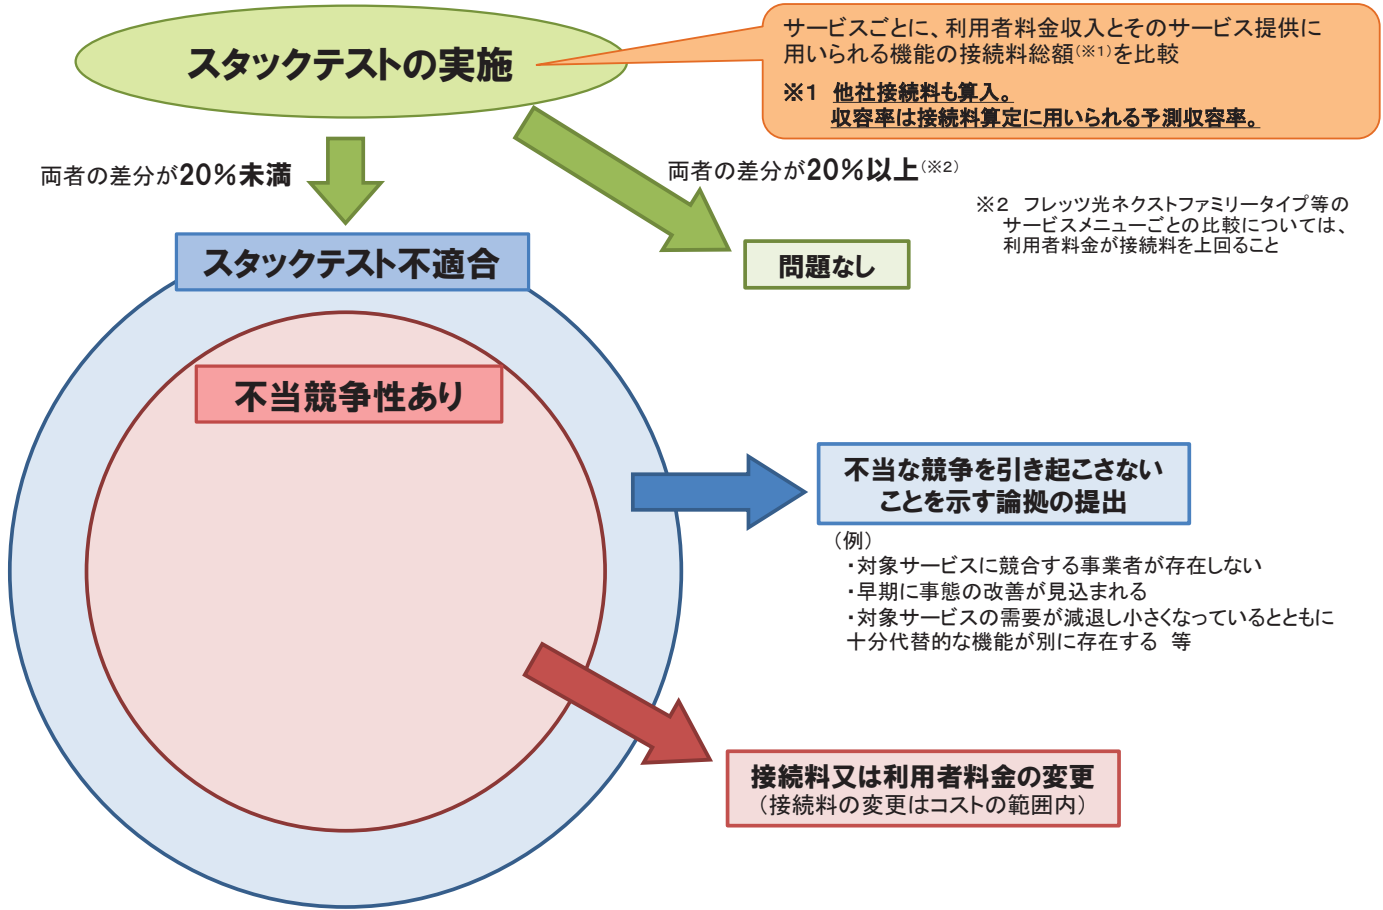 スタックテストの実施
サービスごとに、利用者料金収入とそのサービス提供に
用いられる機能の接続料総額(※1)を比較
※1 他社接続料も算入。
収容率は接続料算定に用いられる予測収容率。
両者の差分が20%未満
両者の差分が20%以上(※2)
※2 フレッツ光ネクストファミリータイプ等の
サービスメニューごとの比較については、
利用者料金が接続料を上回ること
スタックテスト不適合
問題なし
不当競争性あり
不当な競争を引き起こさない
ことを示す論拠の提出
(例)
・対象サービスに競合する事業者が存在しない
・早期に事態の改善が見込まれる
・対象サービスの需要が減退し小さくなっているとともに
十分代替的な機能が別に存在する 等
接続料又は利用者料金の変更
(接続料の変更はコストの範囲内)